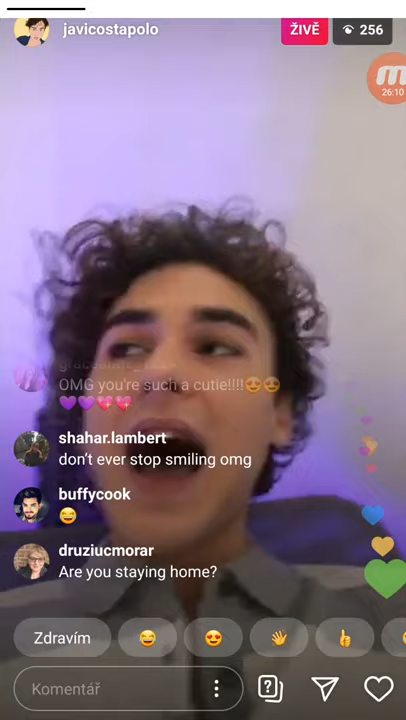 javicostapolo
ŽIVĚ
256
26:10
OMG you're such a cutie!!!!😍😍
💜💜💖💖
shahar.lambert
don't ever stop smiling omg
buffycook
😅
druziucmorar
Are you staying home?
Zdravím 😂 😍 👋 👍
Komentář